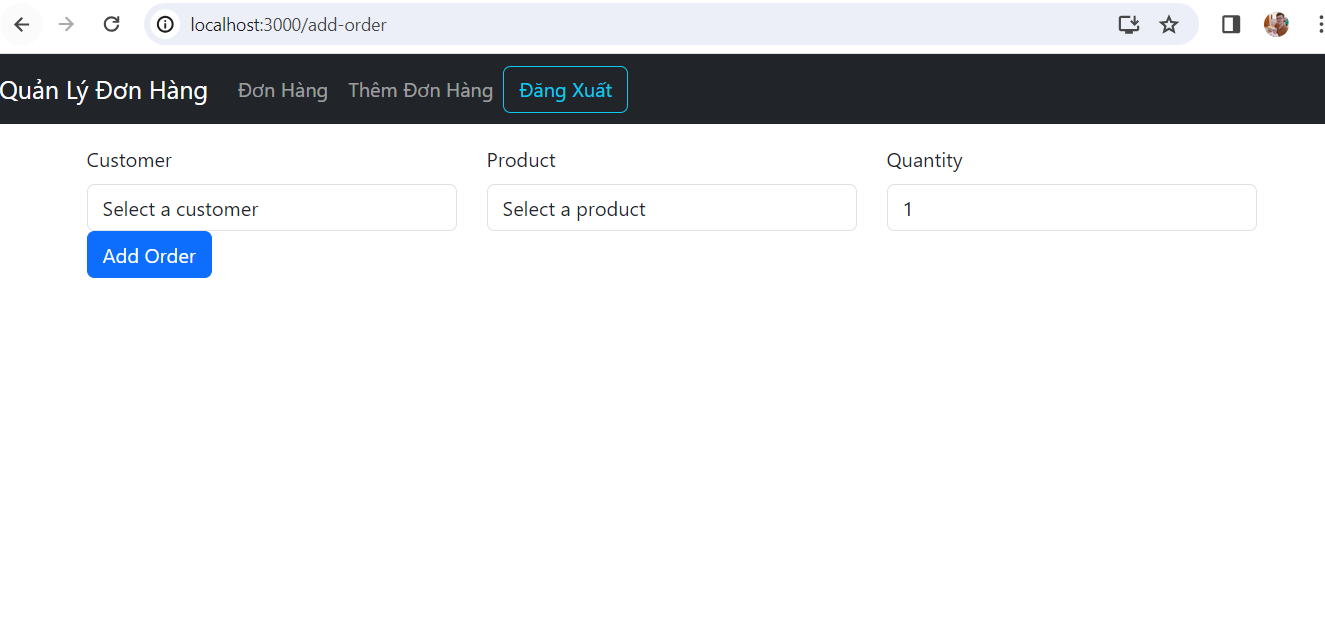 localhost:3000/add-order
Quản Lý Đơn Hàng Đơn Hàng Thêm Đơn Hàng Đăng Xuất
Customer Product Quantity
Select a customer Select a product 1
Add Order